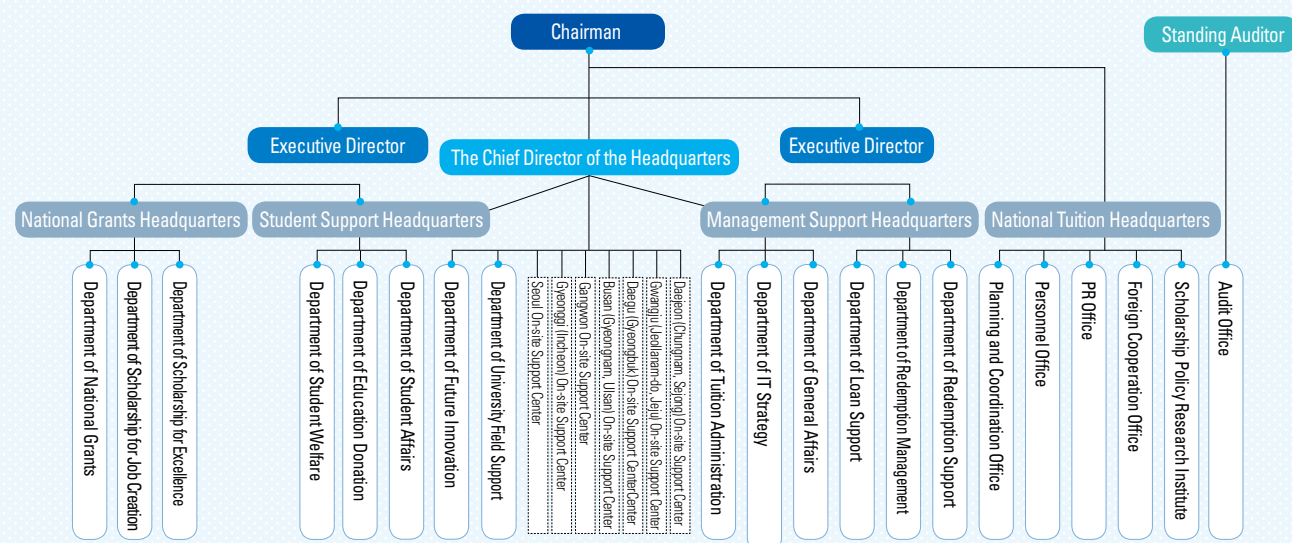 Chairman
Standing Auditor
Executive Director
The Chief Director of the Headquarters
Executive Director
National Grants Headquarters
Student Support Headquarters
Management Support Headquarters
National Tuition Headquarters
Department of National Grants
Department of Scholarship for Job Creation
Department of Scholarship for Excellence
Department of Student Welfare
Department of Education Donation
Department of Student Affairs
Department of Future Innovation
Department of University Field Support
Seoul On-site Support Center
Gyeonggi (Incheon) On-site Support Center
Gangwon On-site Support Center
Busan (Gyeongnam, Ulsan) On-site Support Center
Daegu (Gyeongbuk) On-site Support CenterCenter
Gwangju (Jeollanam-do, Jeju) On-site Support Center
Daejeon (Chungnam, Sejong) On-site Support Center
Department of Tuition Administration
Department of IT Strategy
Department of General Affairs
Department of Loan Support
Department of Redemption Management
Department of Redemption Support
Planning and Coordination Office
Personnel Office
PR Office
Foreign Cooperation Office
Scholarship Policy Research Institute
Audit Office